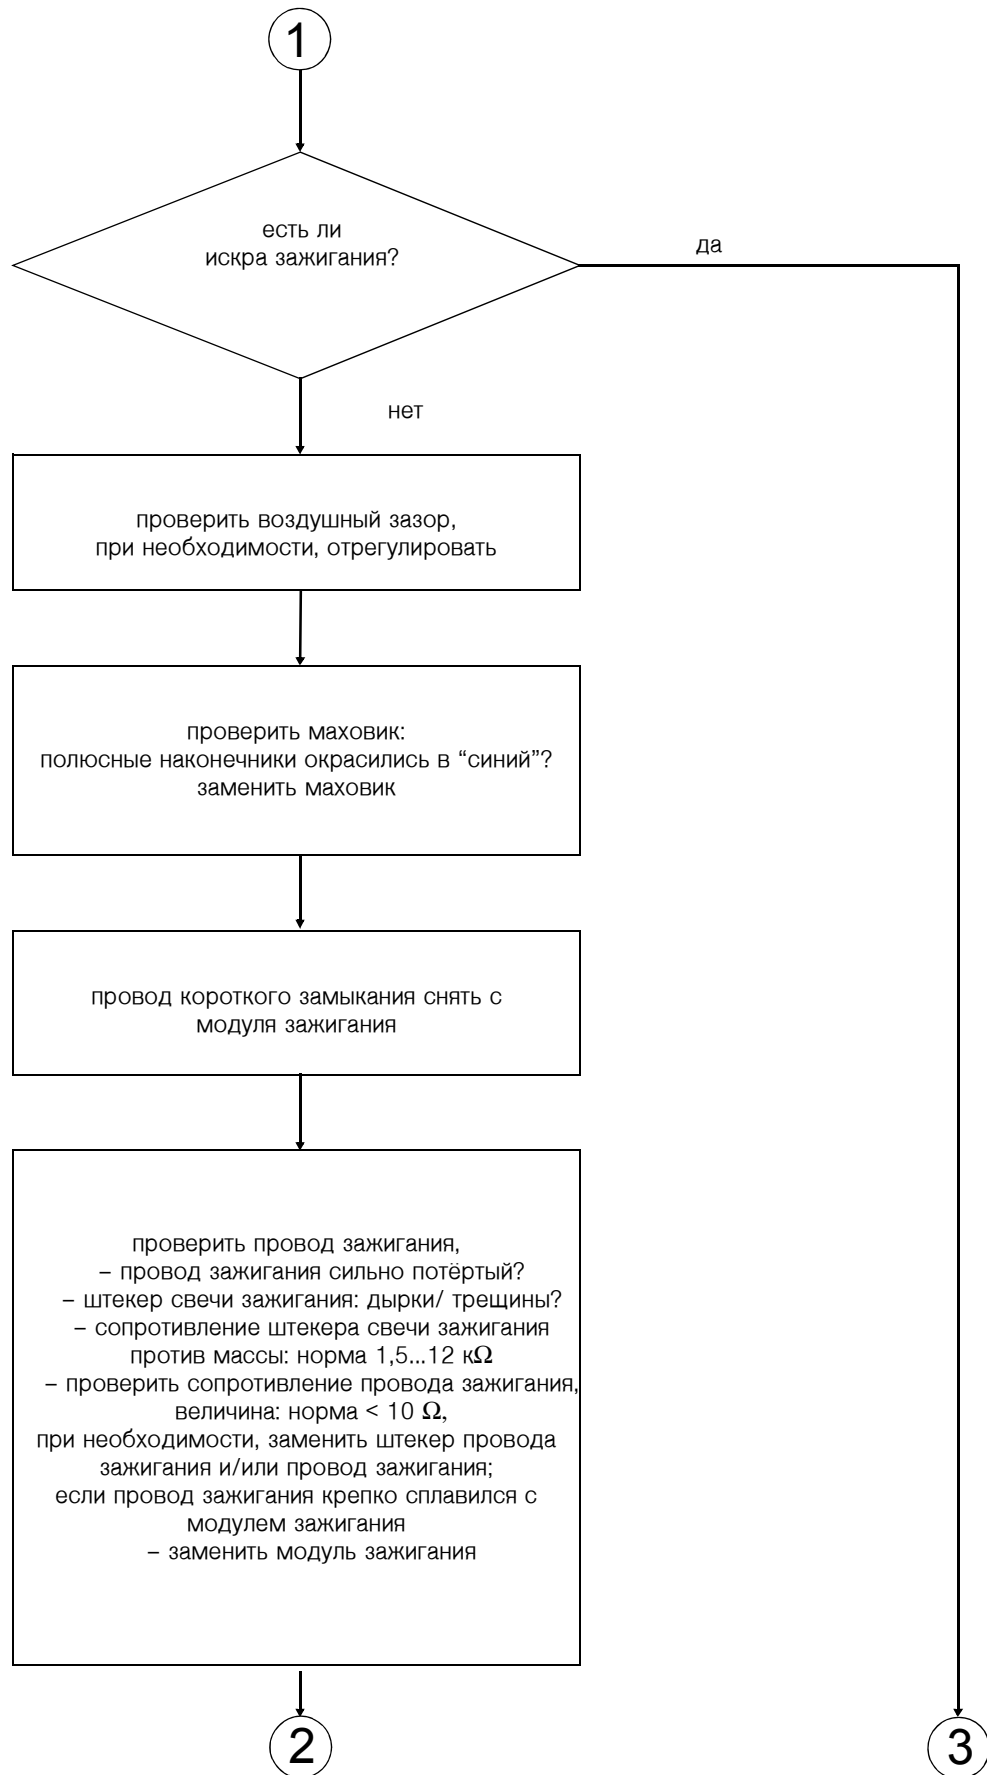 1
есть ли
искра зажигания?
да
нет
проверить воздушный зазор,
при необходимости, отрегулировать
проверить маховик:
полюсные наконечники окрасились в “синий”?
заменить маховик
провод короткого замыкания снять с
модуля зажигания
проверить провод зажигания,
– провод зажигания сильно потёртый?
– штекер свечи зажигания: дырки/ трещины?
– сопротивление штекера свечи зажигания
против массы: норма 1,5...12 кΩ
– проверить сопротивление провода зажигания,
величина: норма < 10 Ω,
при необходимости, заменить штекер провода
зажигания и/или провод зажигания;
если провод зажигания крепко сплавился с
модулем зажигания
– заменить модуль зажигания
2
3